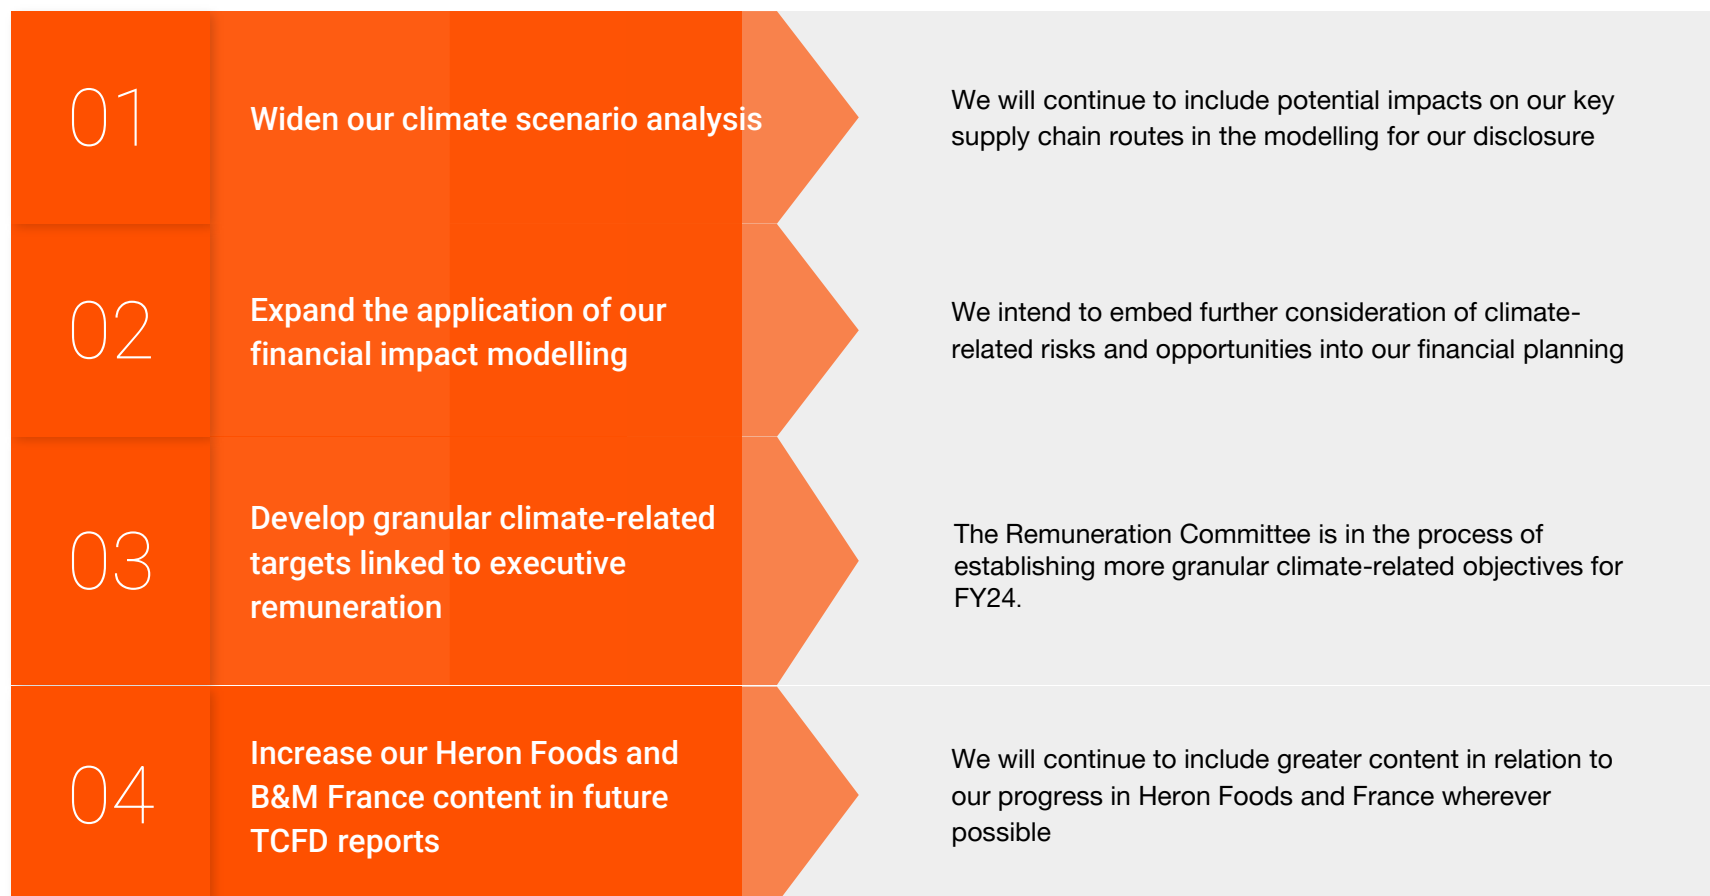 01
Widen our climate scenario analysis
We will continue to include potential impacts on our key
supply chain routes in the modelling for our disclosure
02
Expand the application of our
financial impact modelling
We intend to embed further consideration of climate-
related risks and opportunities into our financial planning
03
Develop granular climate-related
targets linked to executive
remuneration
The Remuneration Committee is in the process of
establishing more granular climate-related objectives for
FY24.
04
Increase our Heron Foods and
B&M France content in future
TCFD reports
We will continue to include greater content in relation to
our progress in Heron Foods and France wherever
possible